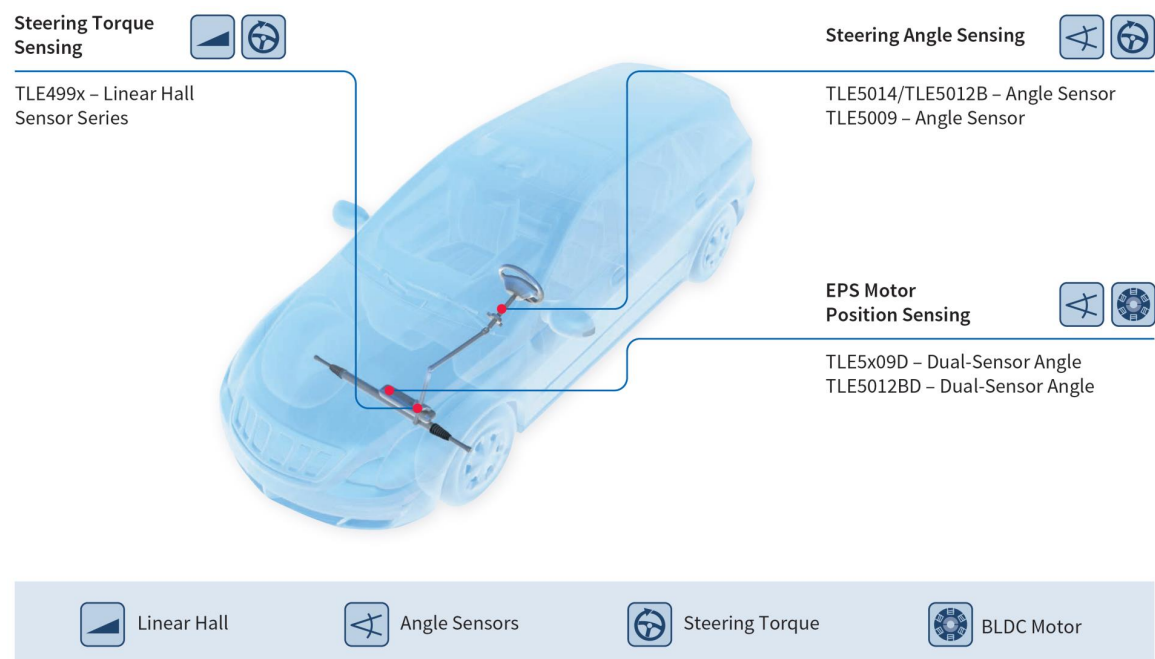 Steering Torque
Sensing
TLE499x – Linear Hall
Sensor Series
Steering Angle Sensing
TLE5014/TLE5012B – Angle Sensor
TLE5009 – Angle Sensor
EPS Motor
Position Sensing
TLE5x09D – Dual-Sensor Angle
TLE5012BD – Dual-Sensor Angle
Linear Hall
Angle Sensors
Steering Torque
BLDC Motor